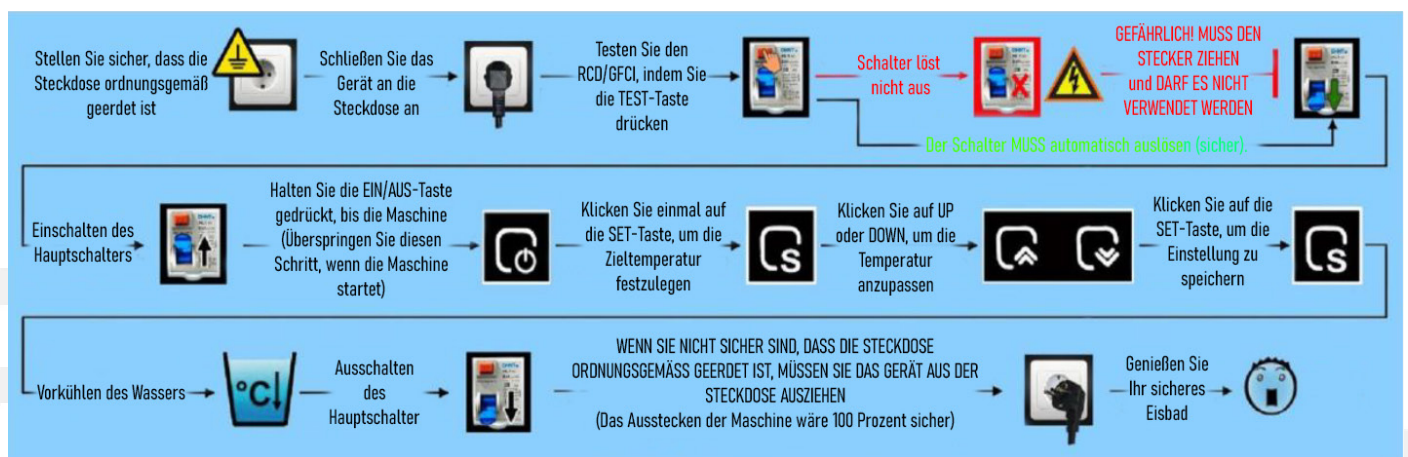 Stellen Sie sicher, dass die
Steckdose ordnungsgemäß
geerdet ist
Schließen Sie das
Gerät an die
Steckdose an
Testen Sie den
RCD/GFCI, indem Sie
die TEST-Taste
drücken
Schalter löst
nicht aus
GEFÄHRLICH! MUSS DEN
STECKER ZIEHEN
und DARF ES NICHT
VERWENDET WERDEN
Der Schalter MUSS automatisch auslösen (sicher).
Einschalten des
Hauptschalters
Halten Sie die EIN/AUS-Taste
gedrückt, bis die Maschine
(Überspringen Sie diesen
Schritt, wenn die Maschine
startet)
Klicken Sie einmal auf
die SET-Taste, um die
Zieltemperatur
festzulegen
S
Klicken Sie auf UP
oder DOWN, um die
Temperatur
anzupassen
Klicken Sie auf die
SET-Taste, um die
Einstellung zu
speichern
S
Vorkühlen des Wassers
°C
Ausschalten
des
Hauptschalter
WENN SIE NICHT SICHER SIND, DASS DIE STECKDOSE
ORDNUNGSGEMÄSS GEERDET IST, MÜSSEN SIE DAS GERÄT AUS DER
STECKDOSE AUSZIEHEN
(Das Ausstecken der Maschine wäre 100 Prozent sicher)
Genießen Sie
Ihr sicheres
Eisbad